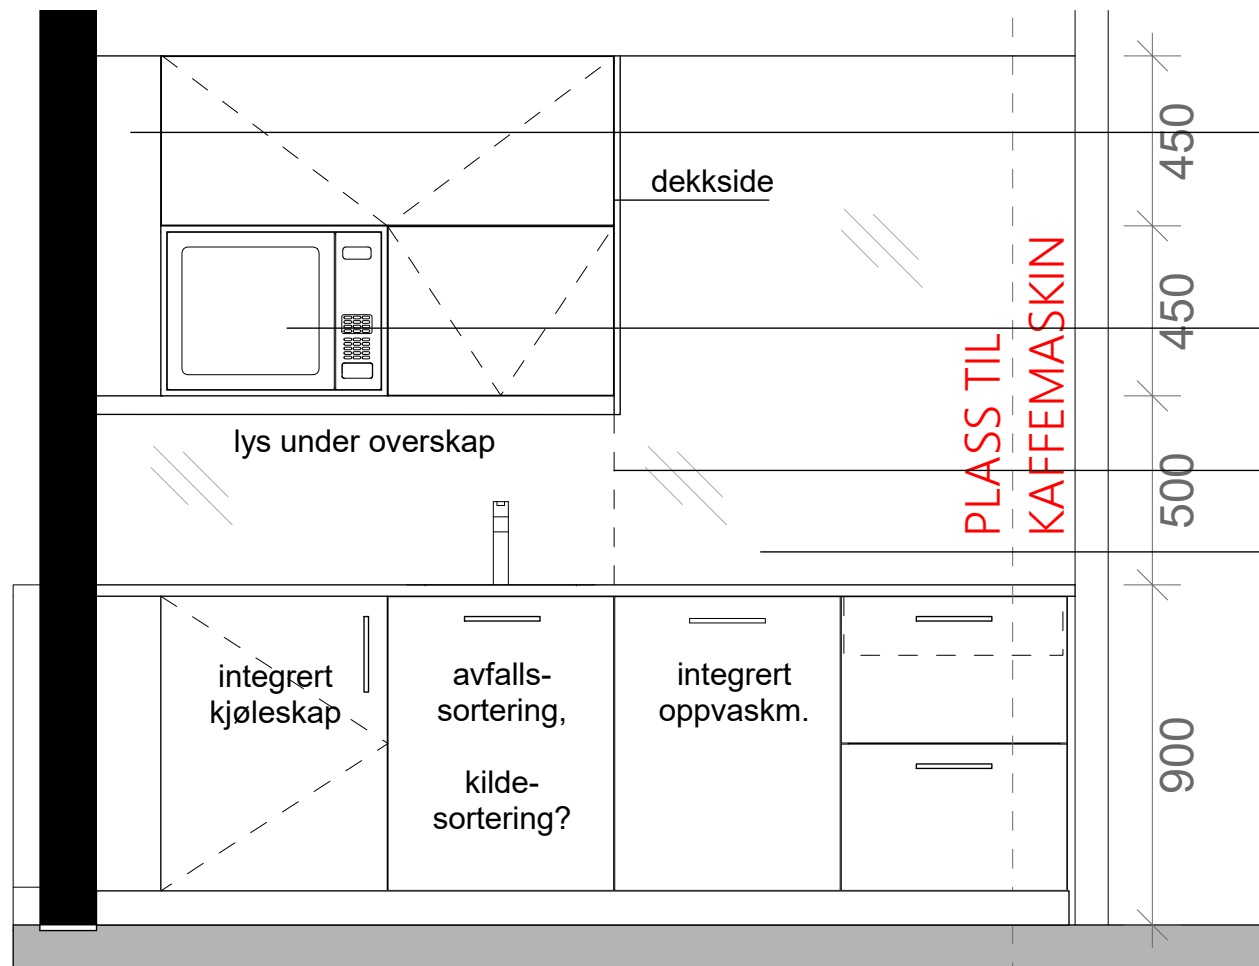 dekkside
450
450
500
900
PLASS TIL
KAFFEMASKIN
lys under overskap
integrert
kjøleskap
avfalls-
sortering,
kilde-
sortering?
integrert
oppvaskm.